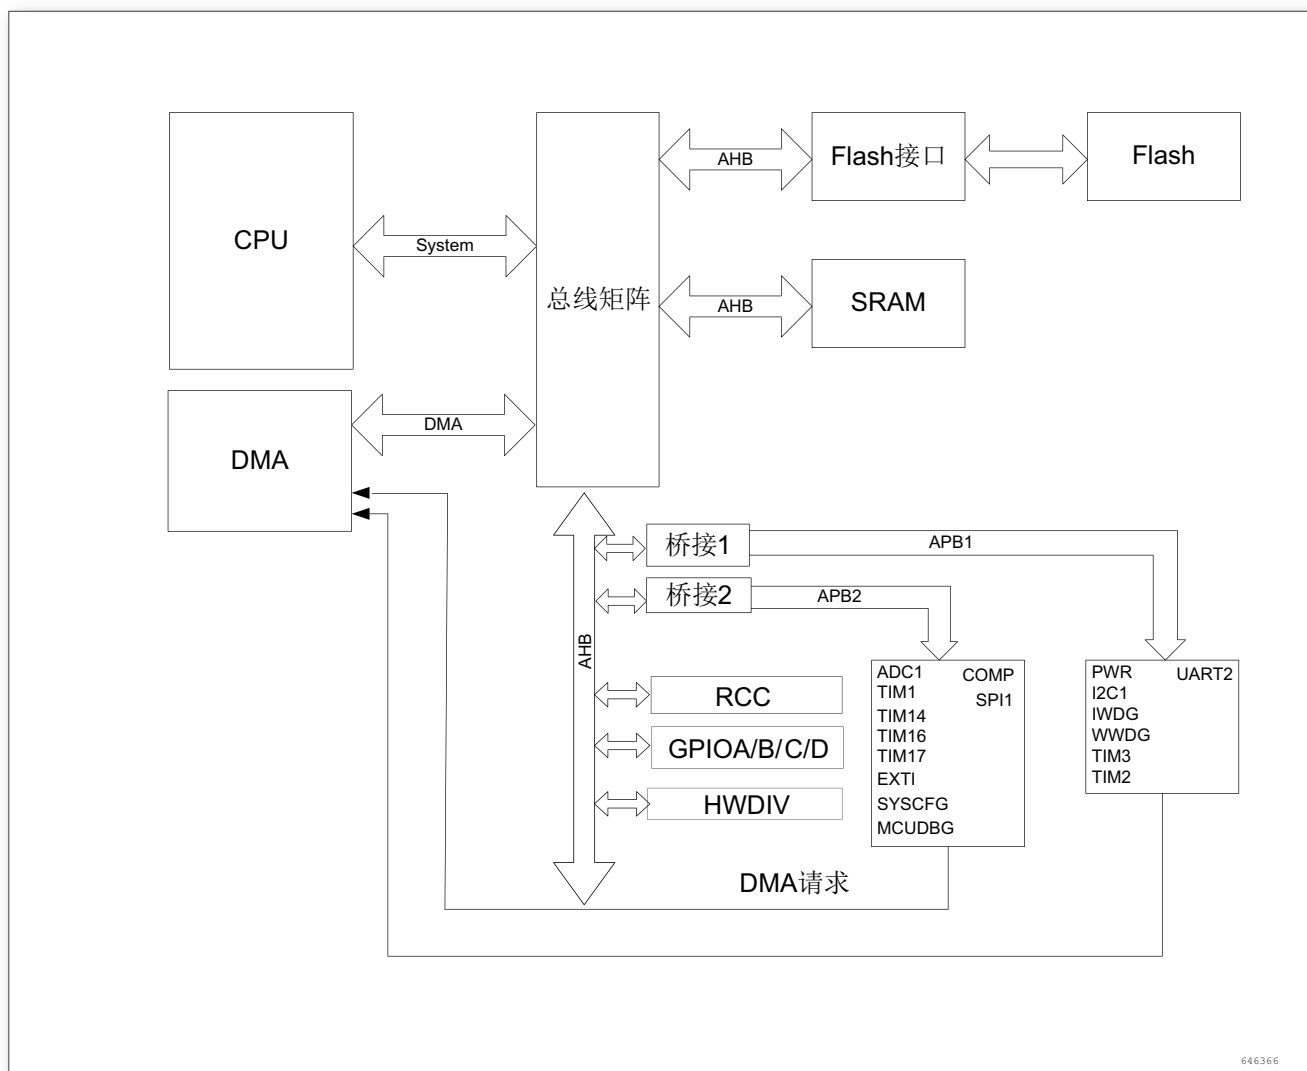 CPU
System
总线矩阵
AHB
Flash接口
Flash
AHB
SRAM
DMA
DMA
AHB
桥接1
APB1
桥接2
APB2
RCC
GPIOA/B/C/D
HWDIV
ADC1
TIM1
TIM14
TIM16
TIM17
EXTI
SYSCFG
MCUDBG
COMP
SPI1
PWR
I2C1
IWDG
WWDG
TIM3
TIM2
UART2
DMA请求
646366